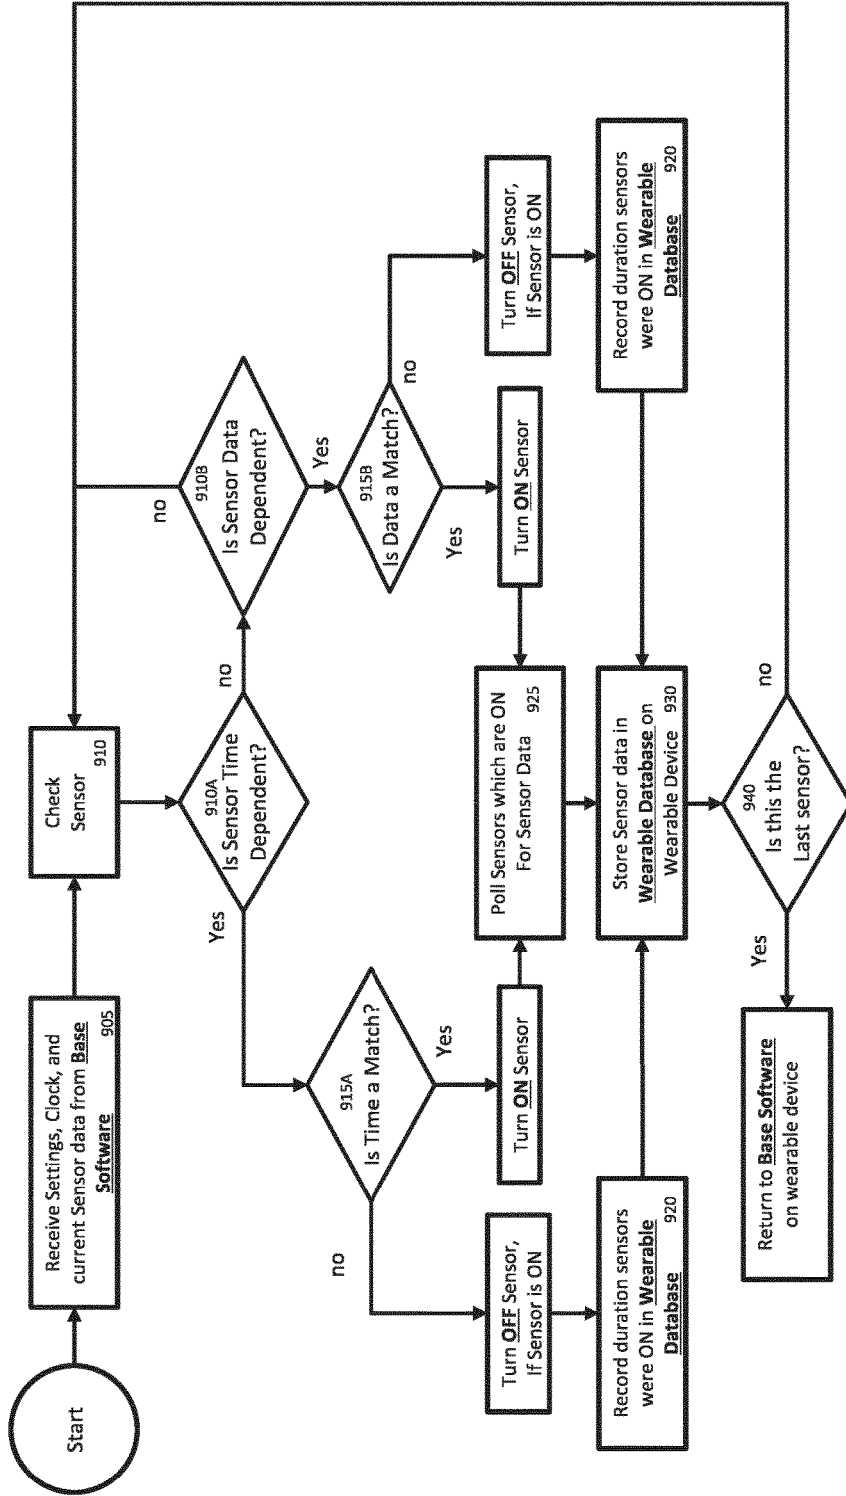 Start
Receive Settings, Clock, and
current Sensor data from Base
Software
905
Check
Sensor
910
910A
Is Sensor Time
Dependent?
Yes
no
910B
Is Sensor Data
Dependent?
no
Yes
915A
Is Time a Match?
no
Yes
915B
Is Data a Match?
Yes
no
Turn OFF Sensor,
If Sensor is ON
Turn ON Sensor
Turn ON Sensor
Turn OFF Sensor,
If Sensor is ON
Poll Sensors which are ON
For Sensor Data
925
Record duration sensors
were ON in Wearable
Database
920
Store Sensor data in
Wearable Database on
Wearable Device
930
Record duration sensors
were ON in Wearable
Database
920
940
Is this the
Last sensor?
Yes
no
Return to Base Software
on wearable device